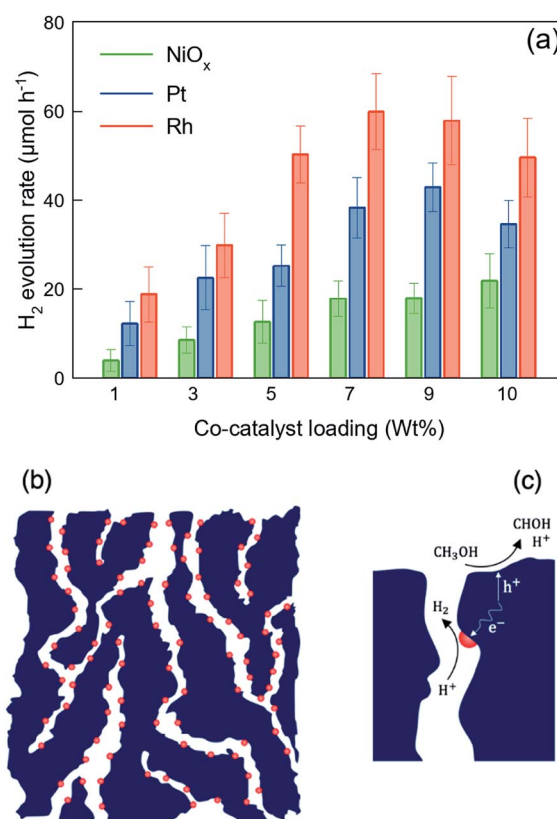 (a)
NiOₓ
Pt
Rh
H₂ evolution rate (μmol h⁻¹)
80
60
40
20
0
1 3 5 7 9 10
Co-catalyst loading (Wt%)
(b)
(c)
CHOH
H⁺
CH₃OH
h⁺
H₂
e⁻
H⁺